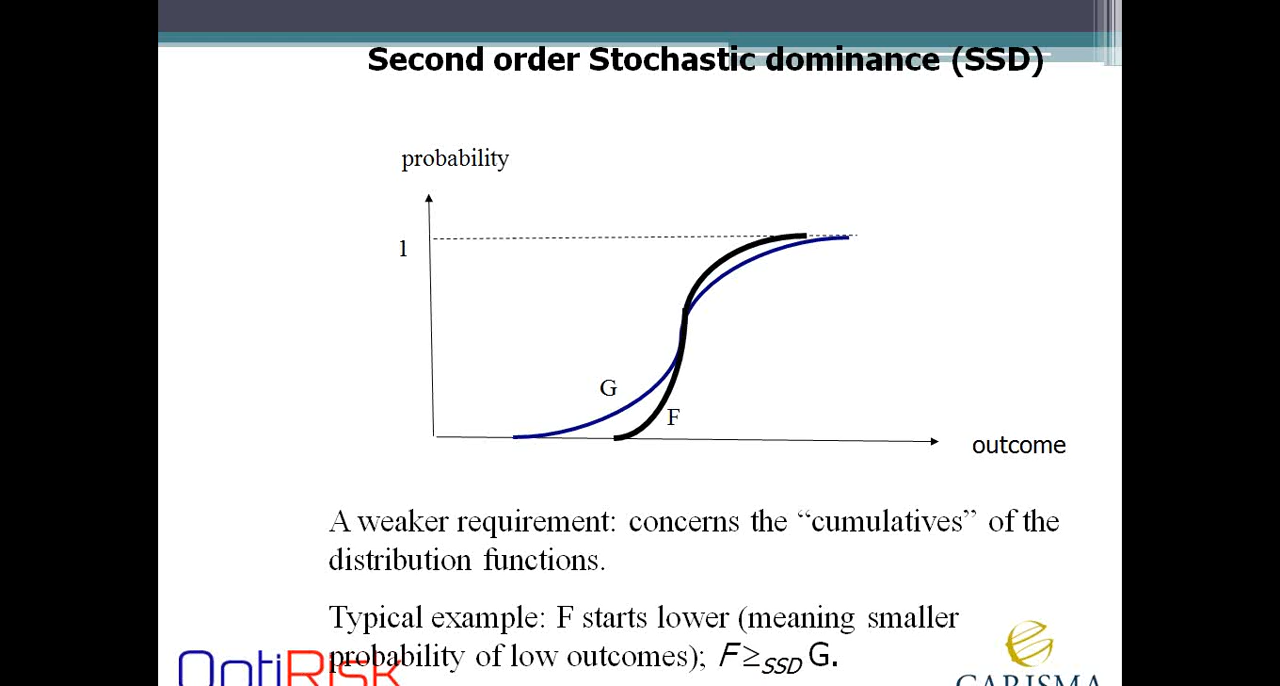 Second order Stochastic dominance (SSD)
probability
1
G
F
outcome
A weaker requirement: concerns the “cumulatives” of the
distribution functions.
Typical example: F starts lower (meaning smaller
probability of low outcomes); F ≥SSD G.
OptiRisk
CARISMA